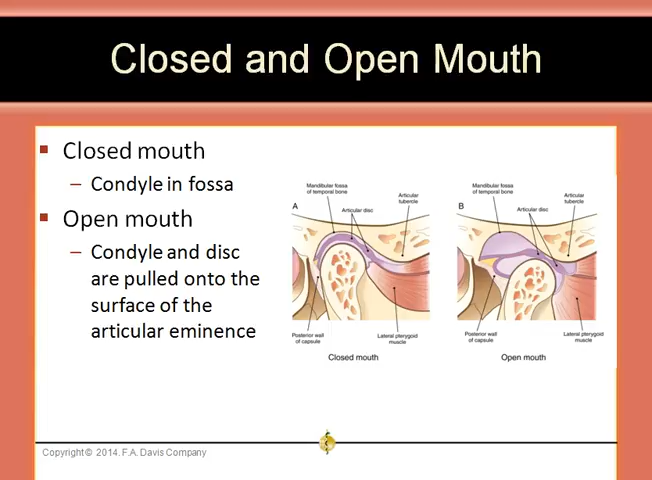 Closed and Open Mouth
▪ Closed mouth
– Condyle in fossa
▪ Open mouth
– Condyle and disc
are pulled onto the
surface of the
articular eminence
A
Mandibular fossa
of temporal bone
Articular disc
Articular
tubercle
Posterior wall
of capsule
Lateral pterygoid
muscle
Closed mouth
B
Mandibular fossa
of temporal bone
Articular disc
Articular
tubercle
Posterior wall
of capsule
Lateral pterygoid
muscle
Open mouth
Copyright © 2014. F.A. Davis Company